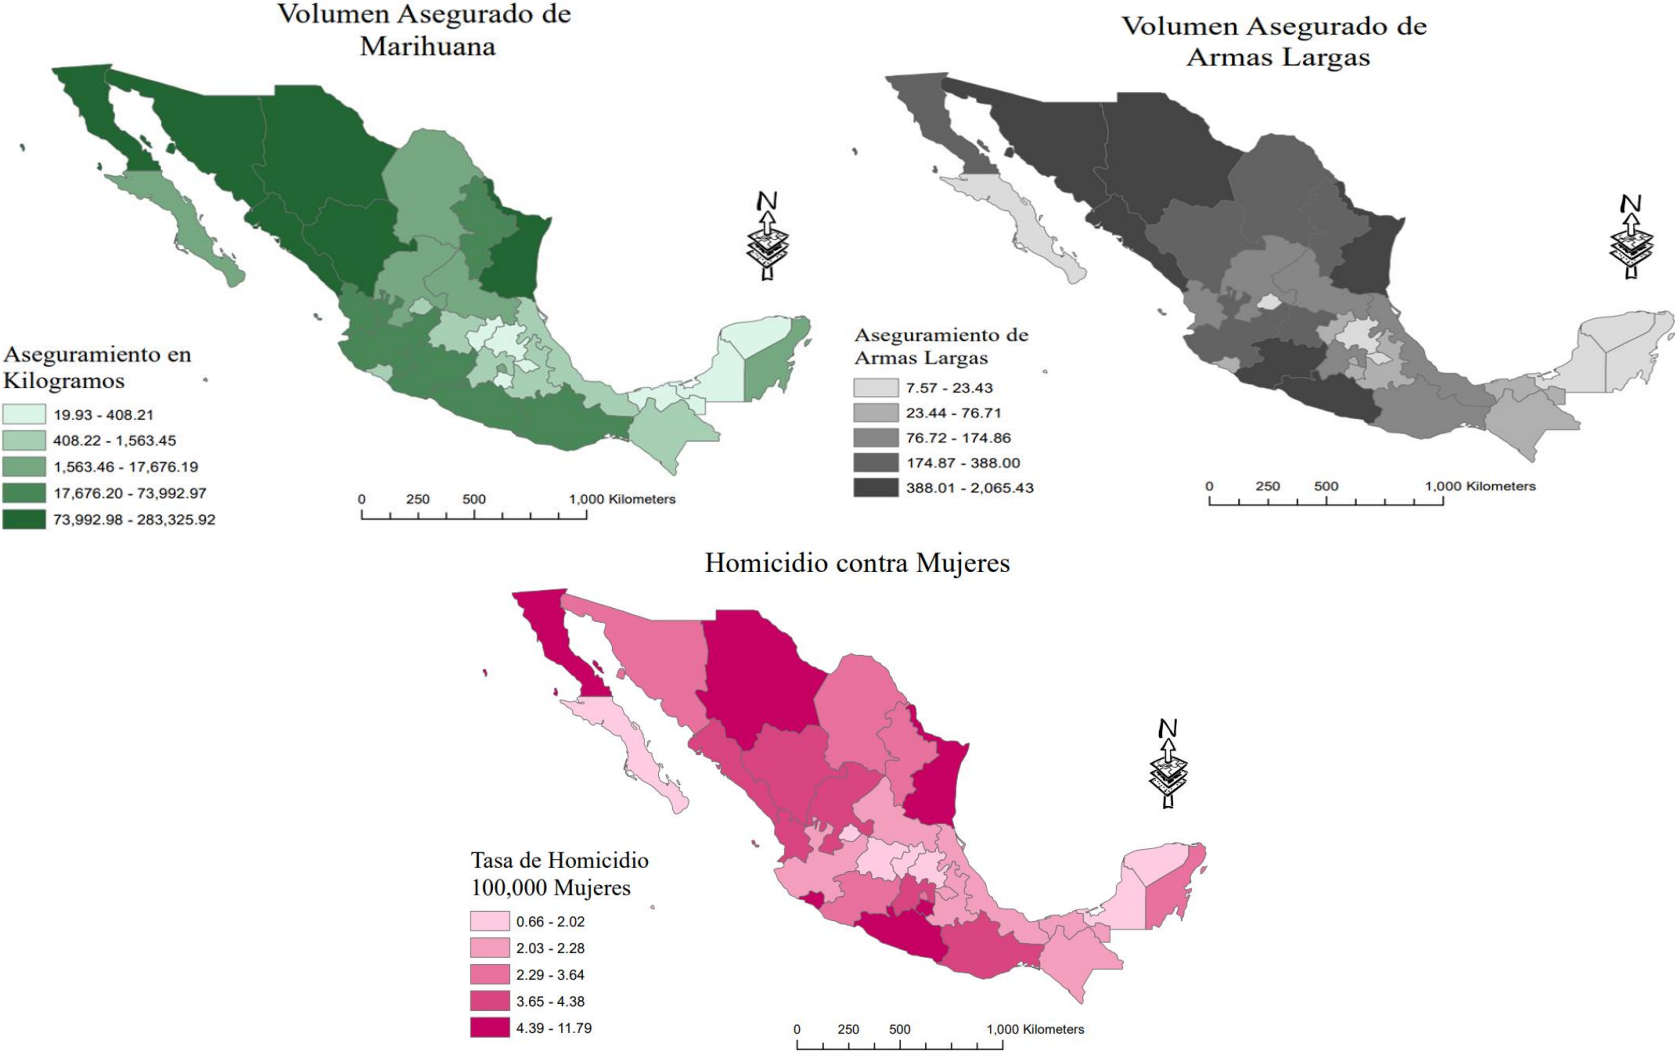 Volumen Asegurado de
Marihuana
N
Aseguramiento en
Kilogramos
19.93 - 408.21
408.22 - 1,563.45
1,563.46 - 17,676.19
17,676.20 - 73,992.97
73,992.98 - 283,325.92
0 250 500 1,000 Kilometers
Volumen Asegurado de
Armas Largas
N
Aseguramiento de
Armas Largas
7.57 - 23.43
23.44 - 76.71
76.72 - 174.86
174.87 - 388.00
388.01 - 2,065.43
0 250 500 1,000 Kilometers
Homicidio contra Mujeres
N
Tasa de Homicidio
100,000 Mujeres
0.66 - 2.02
2.03 - 2.28
2.29 - 3.64
3.65 - 4.38
4.39 - 11.79
0 250 500 1,000 Kilometers